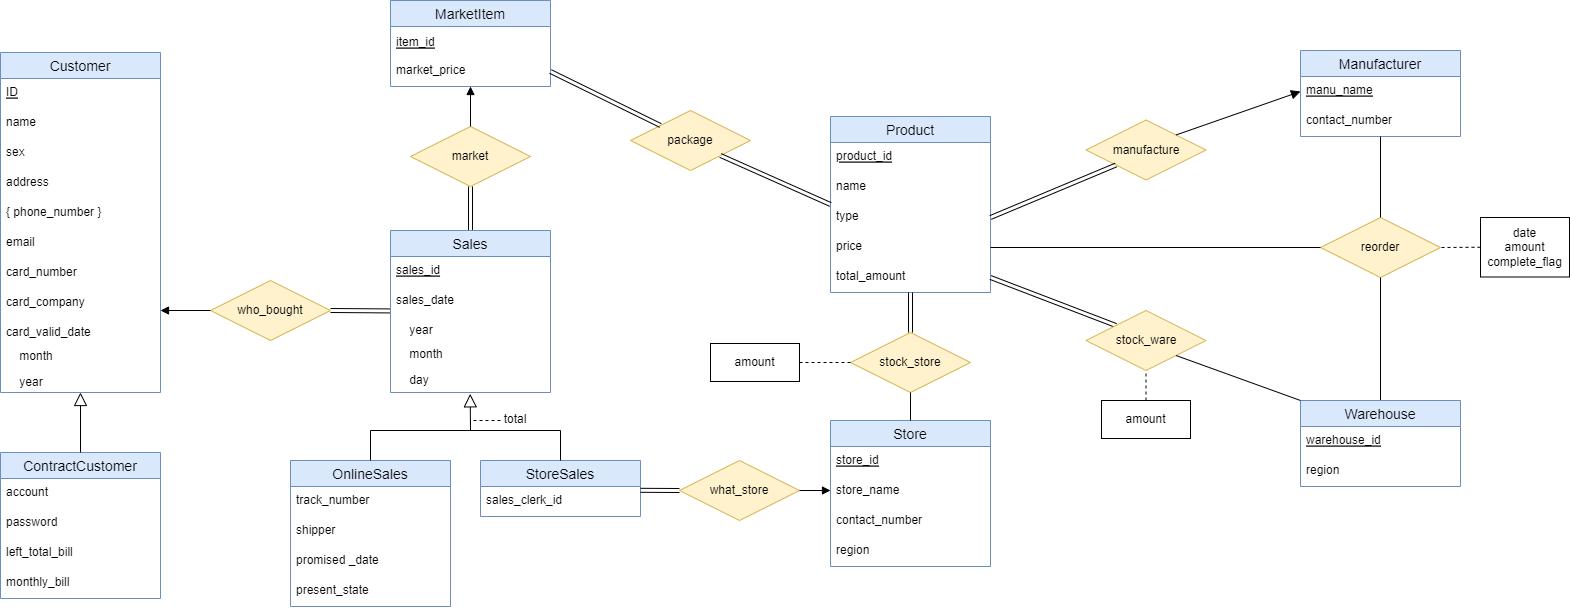 MarketItem
item_id
market_price
Customer
ID
name
sex
address
{ phone_number }
email
card_number
card_company
card_valid_date
month
year
ContractCustomer
account
password
left_total_bill
monthly_bill
market
who_bought
Sales
sales_id
sales_date
year
month
day
total
OnlineSales
track_number
shipper
promised _date
present_state
StoreSales
sales_clerk_id
what_store
package
Product
product_id
name
type
price
total_amount
amount
stock_store
Store
store_id
store_name
contact_number
region
manufacture
Manufacturer
manu_name
contact_number
reorder
date
amount
complete_flag
stock_ware
amount
Warehouse
warehouse_id
region